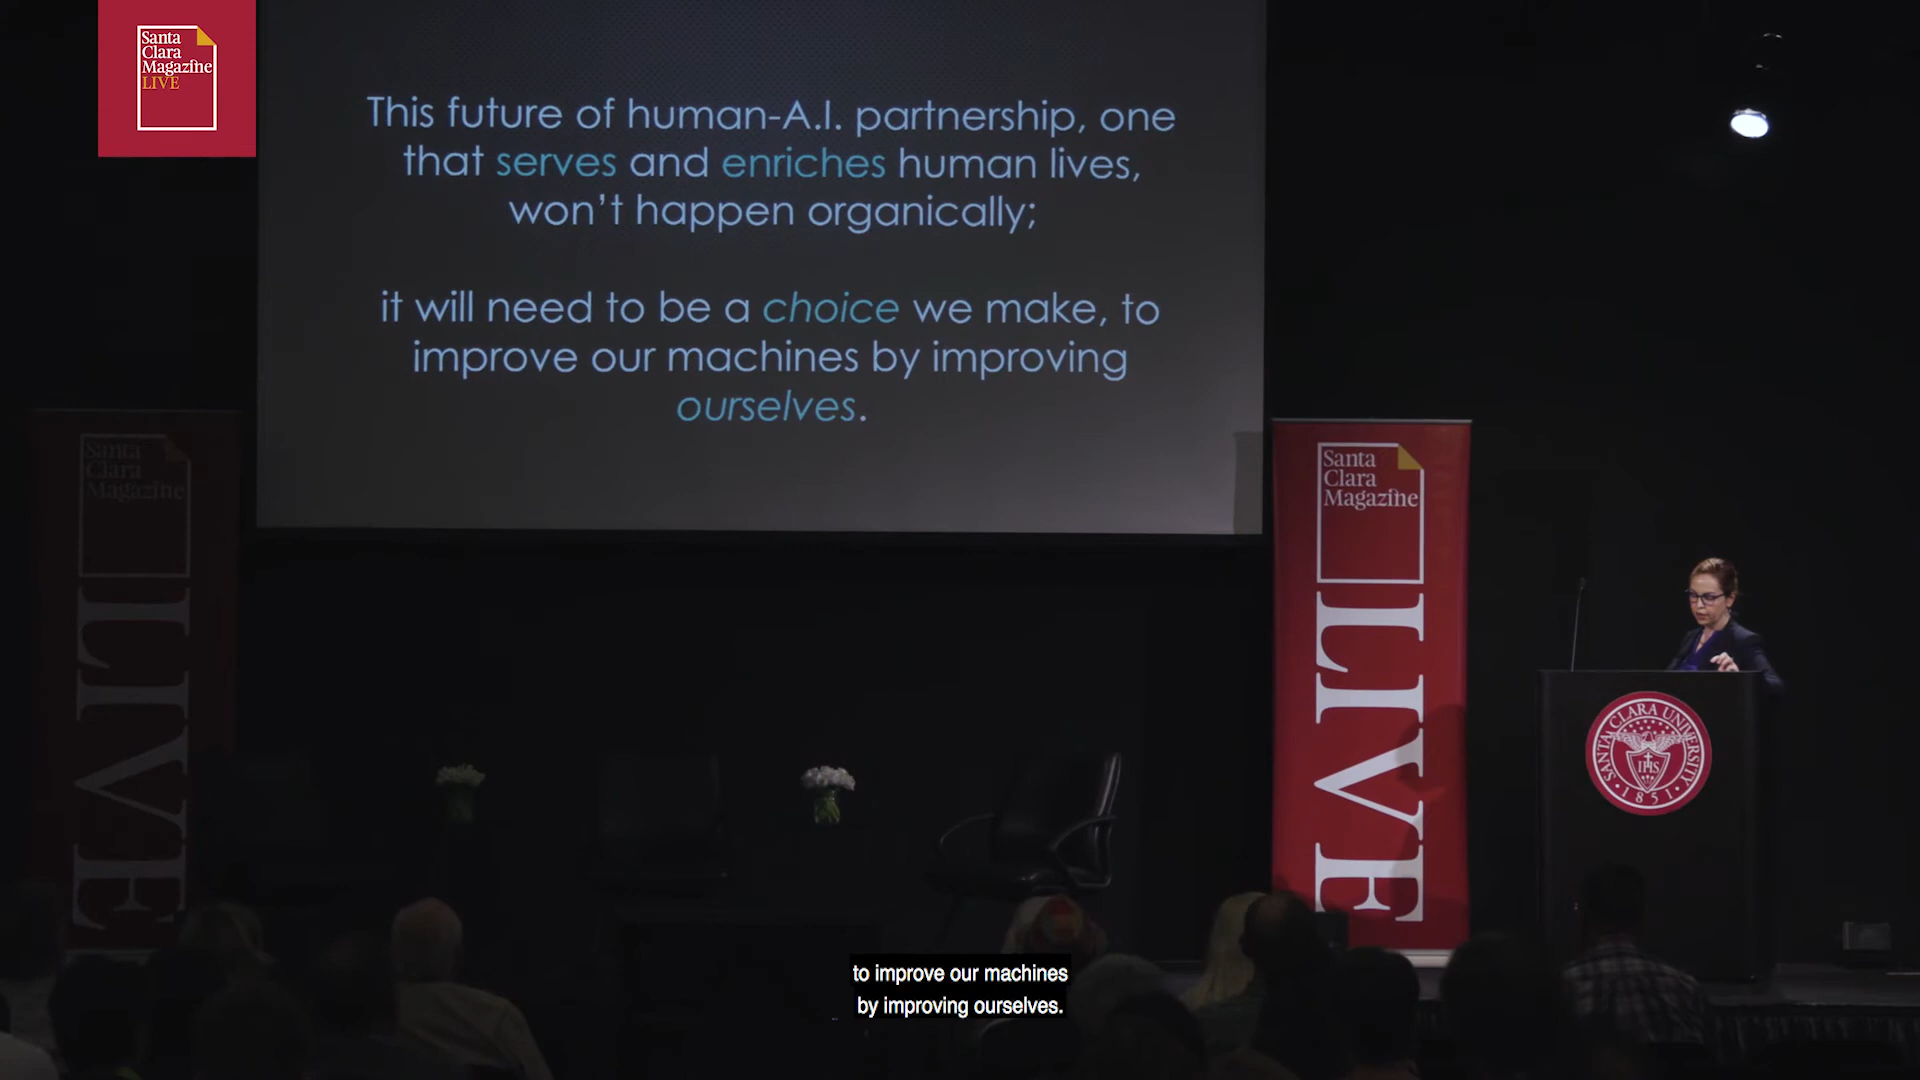 Santa
Clara
Magazine
LIVE
This future of human-A.I. partnership, one
that serves and enriches human lives,
won't happen organically;
it will need to be a choice we make, to
improve our machines by improving
ourselves.
Santa
Clara
Magazine
LIVE
Santa
Clara
Magazine
LIVE
SANTA CLARA UNIVERSITY
IHS
1851
to improve our machines
by improving ourselves.